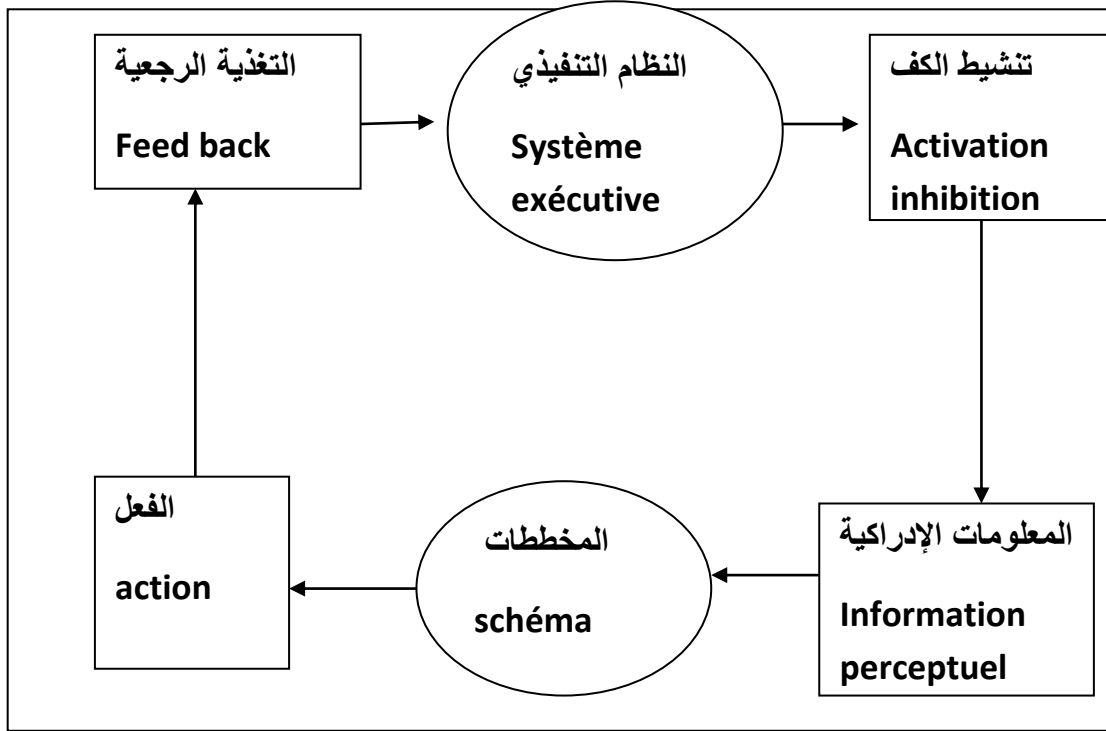 التغذية الرجعية
Feed back
النظام التنفيذي
Système
exécutive
تنشيط الكف
Activation
inhibition
الفعل
action
المخططات
schéma
المعلومات الإدراكية
Information
perceptuel